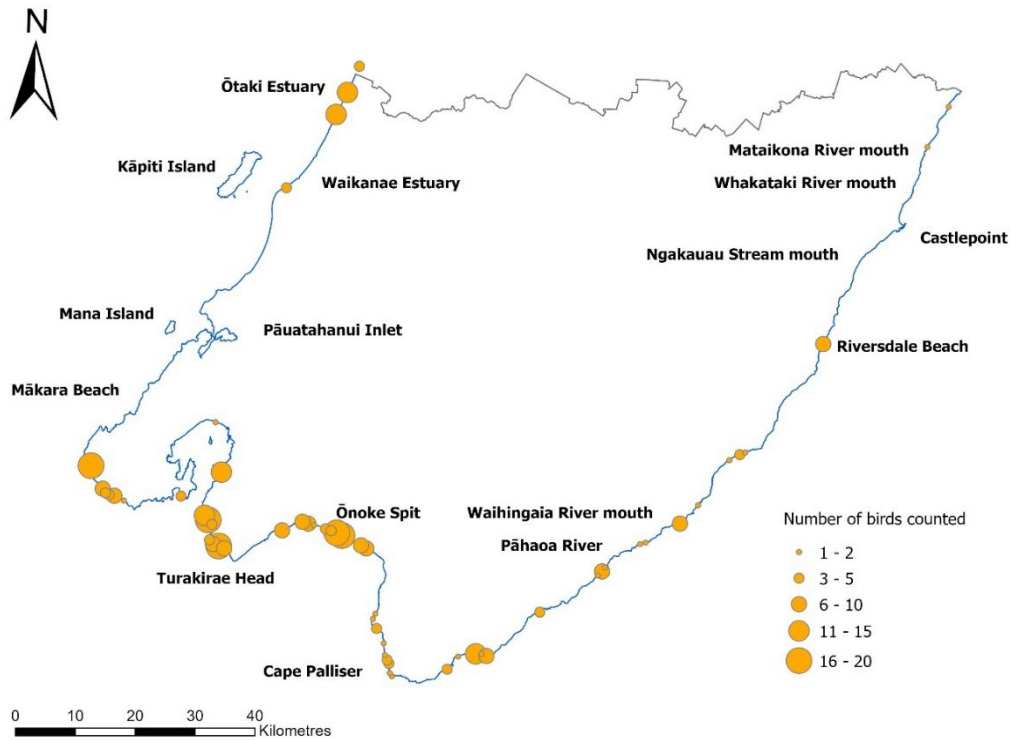 N
Ōtaki Estuary
Kāpiti Island
Waikanae Estuary
Mataikona River mouth
Whakataki River mouth
Castlepoint
Ngakauau Stream mouth
Mana Island
Pāuatahanui Inlet
Riversdale Beach
Mākara Beach
Ōnoke Spit
Waihingaia River mouth
Pāhaoa River
Turakirae Head
Cape Palliser
Number of birds counted
1 - 2
3 - 5
6 - 10
11 - 15
16 - 20
0 10 20 30 40
Kilometres